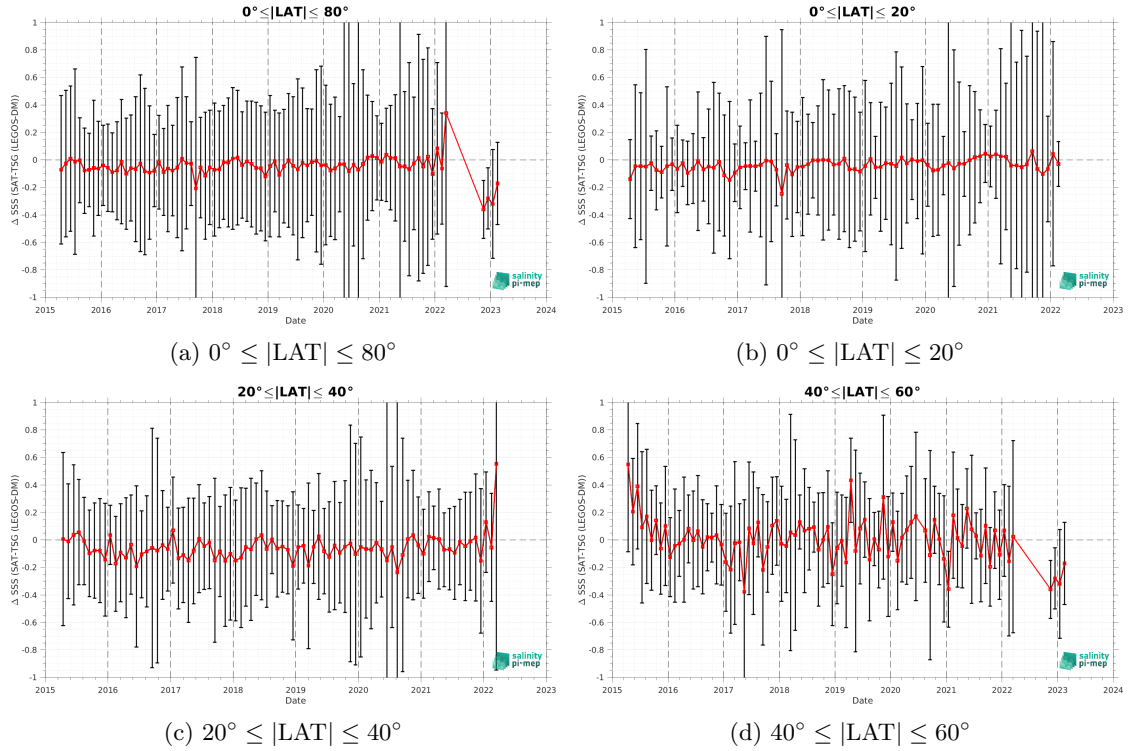 0°≤|LAT|≤ 80°
Δ SSS (SAT-TSG (LEGOS-DM))
1
0.8
0.6
0.4
0.2
0
-0.2
-0.4
-0.6
-0.8
-1
2015 2016 2017 2018 2019 2020 2021 2022 2023 2024
Date
salinity
pi-mep
(a) 0° ≤ |LAT| ≤ 80°
0°≤|LAT|≤ 20°
Δ SSS (SAT-TSG (LEGOS-DM))
1
0.8
0.6
0.4
0.2
0
-0.2
-0.4
-0.6
-0.8
-1
2015 2016 2017 2018 2019 2020 2021 2022 2023
Date
salinity
pi-mep
(b) 0° ≤ |LAT| ≤ 20°
20°≤|LAT|≤ 40°
Δ SSS (SAT-TSG (LEGOS-DM))
1
0.8
0.6
0.4
0.2
0
-0.2
-0.4
-0.6
-0.8
-1
2015 2016 2017 2018 2019 2020 2021 2022 2023
Date
salinity
pi-mep
(c) 20° ≤ |LAT| ≤ 40°
40°≤|LAT|≤ 60°
Δ SSS (SAT-TSG (LEGOS-DM))
1
0.8
0.6
0.4
0.2
0
-0.2
-0.4
-0.6
-0.8
-1
2015 2016 2017 2018 2019 2020 2021 2022 2023 2024
Date
salinity
pi-mep
(d) 40° ≤ |LAT| ≤ 60°